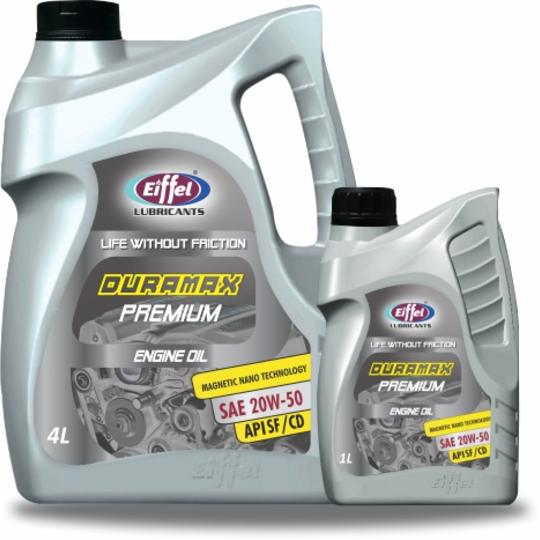 Eiffel
LUBRICANTS
LIFE WITHOUT FRICTION
DURAMAX
PREMIUM
ENGINE OIL
MAGNETIC NANO TECHNOLOGY
SAE 20W-50
API SF/CD
4L
Eiffel
Eiffel
LUBRICANTS
LIFE WITHOUT FRICTION
DURAMAX
PREMIUM
ENGINE OIL
MAGNETIC NANO TECHNOLOGY
SAE 20W-50
API SF/CD
1L
Eiffel